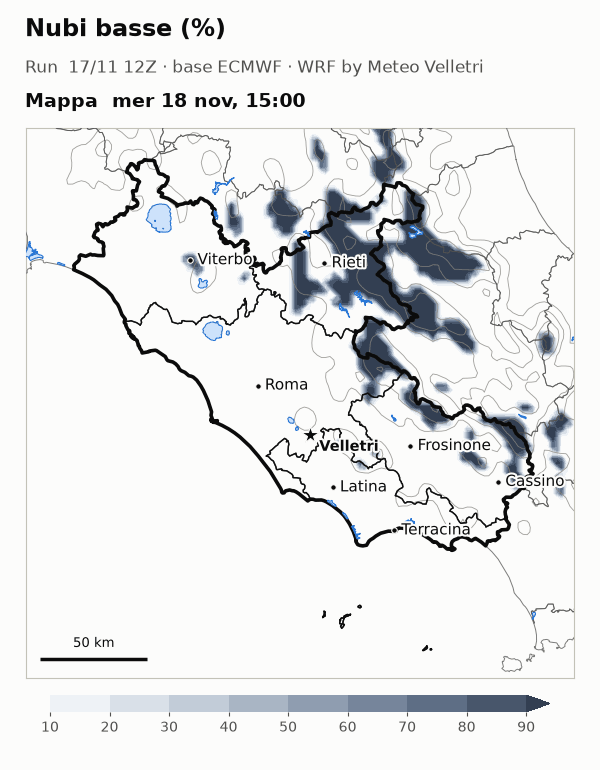 Nubi basse (%)
Run 17/11 12Z · base ECMWF · WRF by Meteo Velletri
Mappa mer 18 nov, 15:00
Viterbo
Rieti
Roma
Velletri
Frosinone
Latina
Cassino
Terracina
50 km
10 20 30 40 50 60 70 80 90